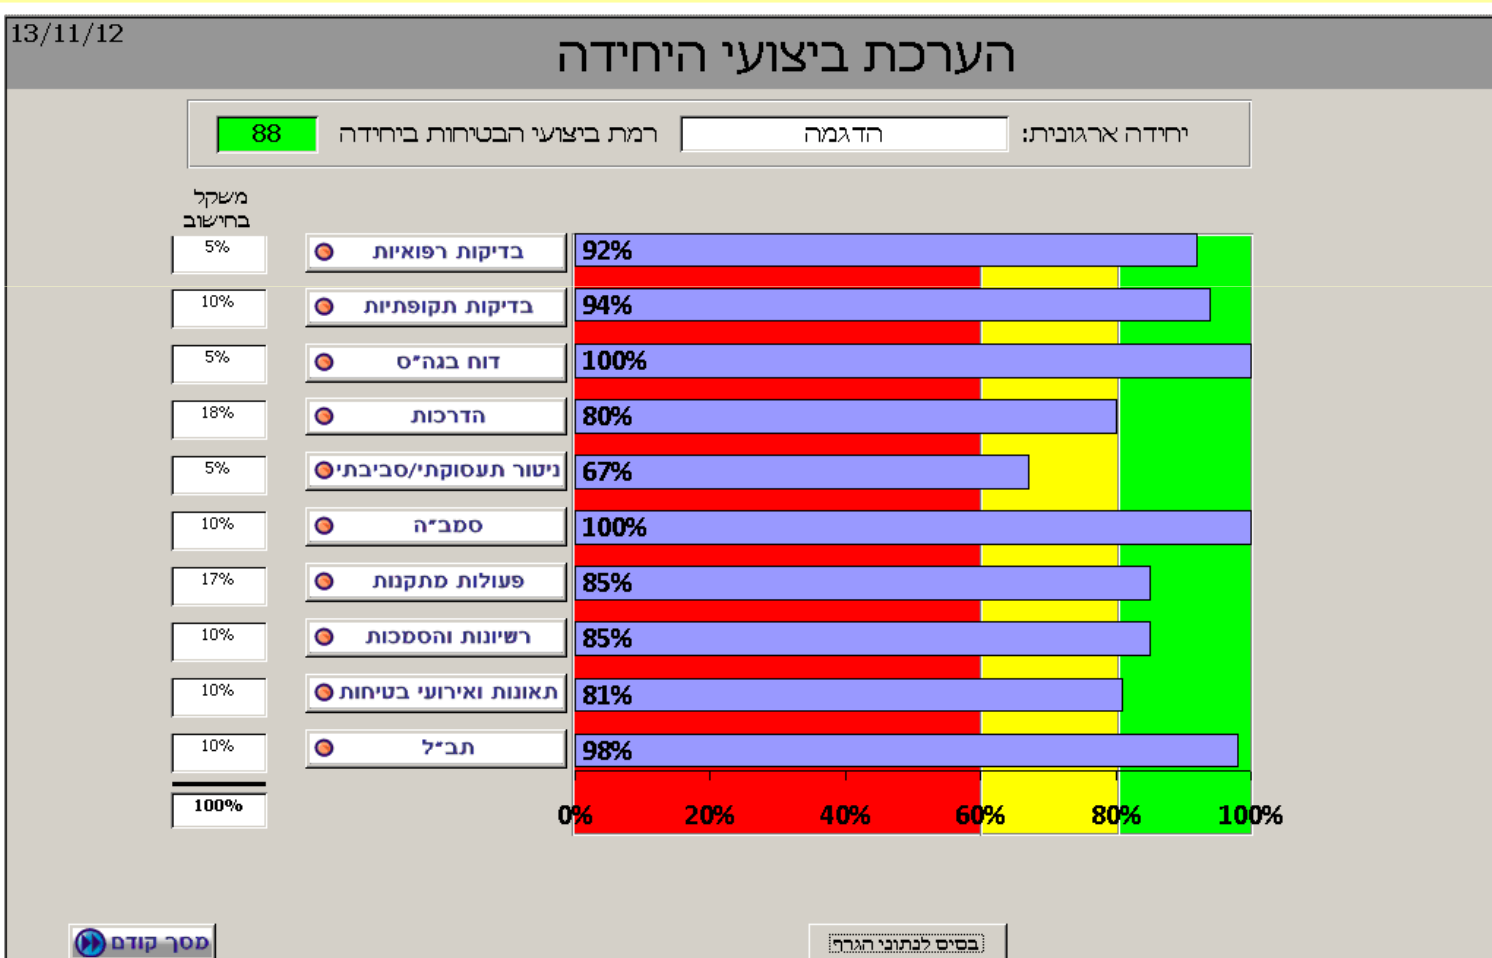 13/11/12
הערכת ביצועי היחידה
יחידה ארגונית: הדגמה רמת ביצועי הבטיחות ביחידה 88
משקל
בחישוב
92% בדיקות רפואיות 5%
94% בדיקות תקופתיות 10%
100% דוח בגה"ס 5%
80% הדרכות 18%
67% ניטור תעסוקתי/סביבתי 5%
100% סמב"ה 10%
85% פעולות מתקנות 17%
85% רשיונות והסמכות 10%
81% תאונות ואירועי בטיחות 10%
98% תב"ל 10%
100%
0% 20% 40% 60% 80% 100%
בסיס לנתוני הגרף
מסך קודם